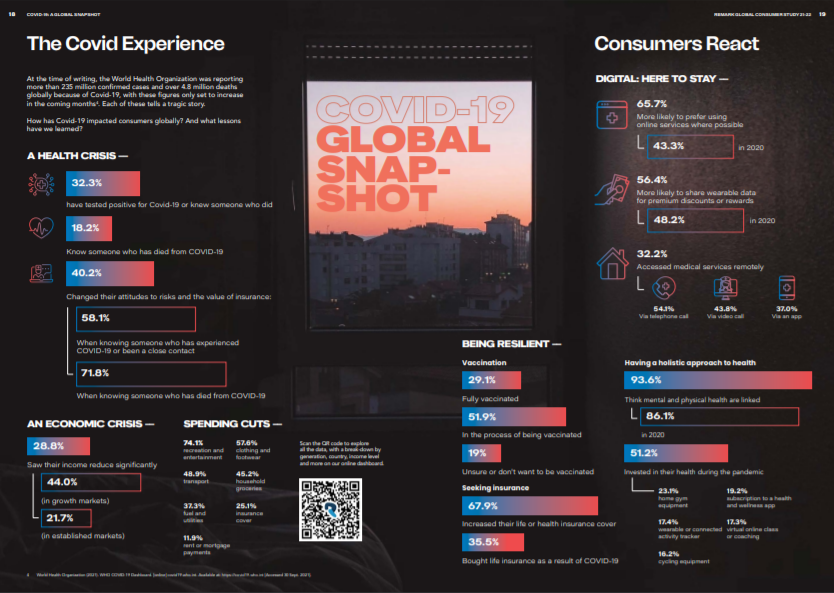 18
COVID-19: A GLOBAL SNAPSHOT
The Covid Experience
At the time of writing, the World Health Organization was reporting
more than 235 million confirmed cases and over 4.8 million deaths
globally because of Covid-19, with these figures only set to increase
in the coming months⁶. Each of these tells a tragic story.
How has Covid-19 impacted consumers globally? And what lessons
have we learned?
A HEALTH CRISIS —
32.3%
have tested positive for Covid-19 or knew someone who did
18.2%
Know someone who has died from COVID-19
40.2%
Changed their attitudes to risks and the value of insurance:
58.1%
When knowing someone who has experienced
COVID-19 or been a close contact
71.8%
When knowing someone who has died from COVID-19
AN ECONOMIC CRISIS —
28.8%
Saw their income reduce significantly
44.0%
(in growth markets)
21.7%
(in established markets)
SPENDING CUTS —
74.1%
recreation and
entertainment
57.6%
clothing and
footwear
48.9%
transport
45.2%
household
groceries
37.3%
fuel and
utilities
25.1%
insurance
cover
11.9%
rent or mortgage
payments
COVID-19
GLOBAL
SNAP-
SHOT
Scan the QR code to explore
all the data, with a break-down by
generation, country, income level
and more on our online dashboard.
BEING RESILIENT —
Vaccination
29.1%
Fully vaccinated
51.9%
In the process of being vaccinated
19%
Unsure or don't want to be vaccinated
Seeking insurance
67.9%
Increased their life or health insurance cover
35.5%
Bought life insurance as a result of COVID-19
REMARK GLOBAL CONSUMER STUDY 21-22
19
Consumers React
DIGITAL: HERE TO STAY —
65.7%
More likely to prefer using
online services where possible
43.3%
in 2020
56.4%
More likely to share wearable data
for premium discounts or rewards
48.2%
in 2020
32.2%
Accessed medical services remotely
54.1%
Via telephone call
43.8%
Via video call
37.0%
Via an app
Having a holistic approach to health
93.6%
Think mental and physical health are linked
86.1%
in 2020
51.2%
Invested in their health during the pandemic
23.1%
home gym
equipment
19.2%
subscription to a health
and wellness app
17.4%
wearable or connected
activity tracker
17.3%
virtual online class
or coaching
16.2%
cycling equipment
World Health Organization (2021). WHO COVID-19 Dashboard.